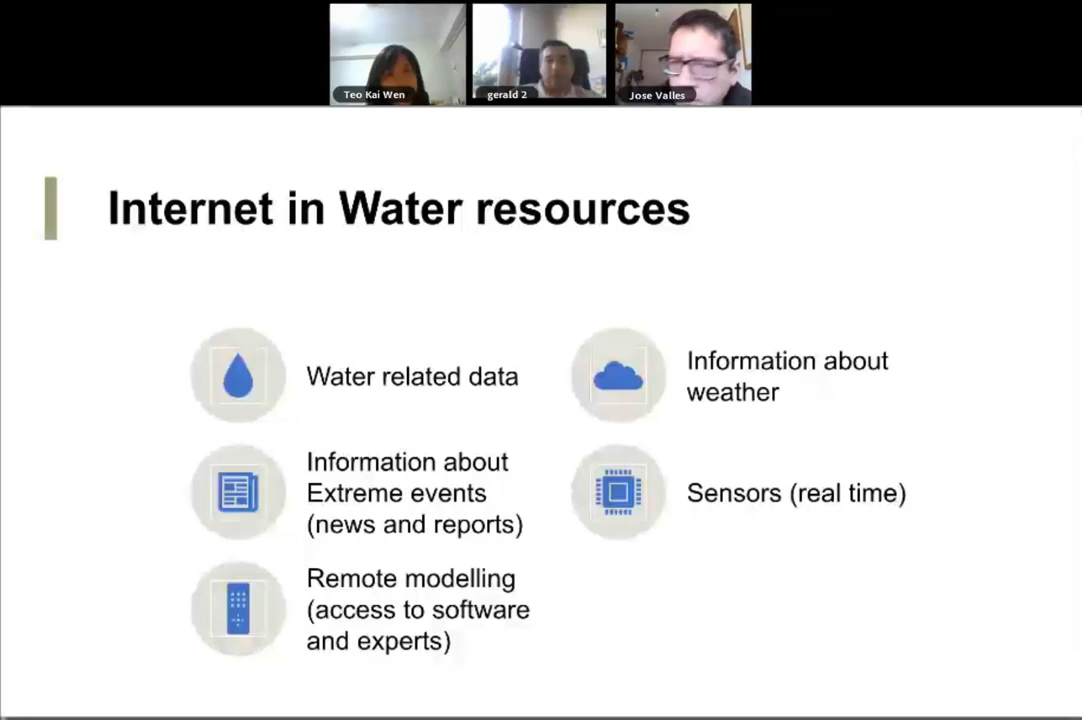 Teo Kai Wen
gerald 2
Jose Valles
Internet in Water resources
Water related data
Information about
weather
Information about
Extreme events
(news and reports)
Sensors (real time)
Remote modelling
(access to software
and experts)